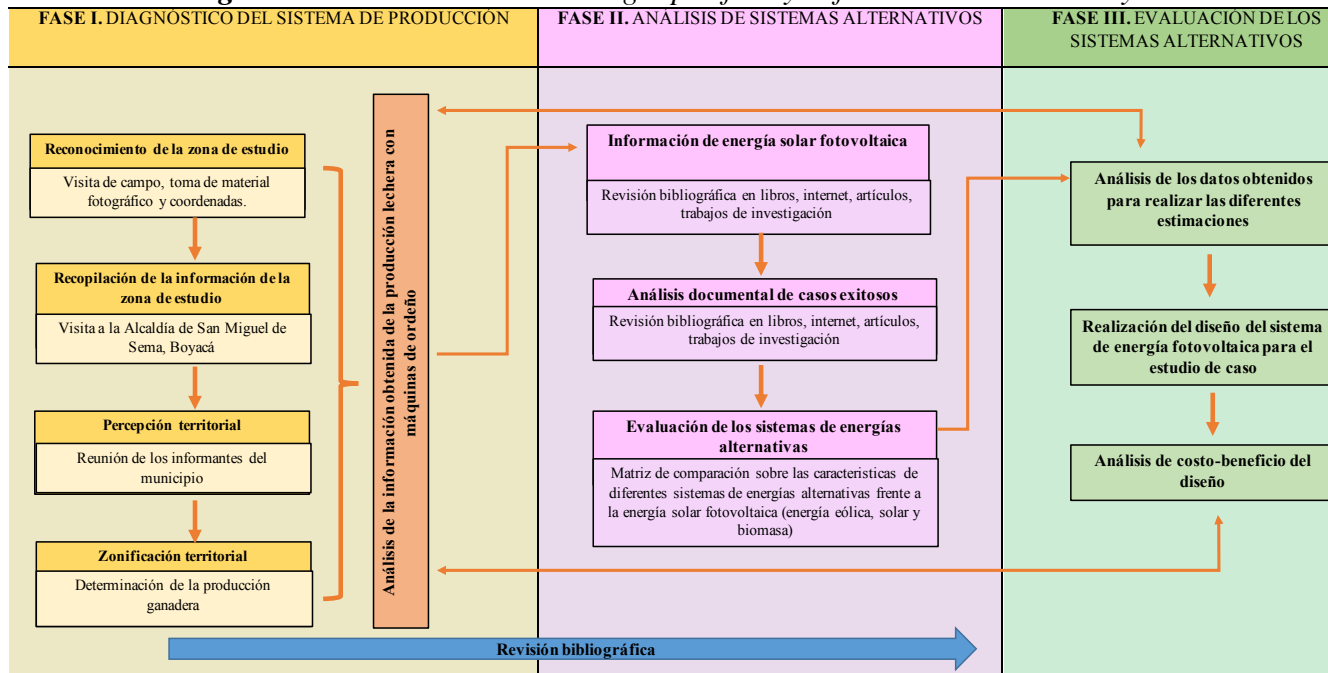 FASE I. DIAGNÓSTICO DEL SISTEMA DE PRODUCCIÓN
Reconocimiento de la zona de estudio
Visita de campo, toma de material
fotográfico y coordenadas.
Recopilación de la información de la
zona de estudio
Visita a la Alcaldía de San Miguel de
Sema, Boyacá
Percepción territorial
Reunión de los informantes del
municipio
Zonificación territorial
Determinación de la producción
ganadera
Análisis de la información obtenida de la producción lechera con
máquinas de ordeño
FASE II. ANÁLISIS DE SISTEMAS ALTERNATIVOS
Información de energía solar fotovoltaica
Revisión bibliográfica en libros, internet, artículos,
trabajos de investigación
Análisis documental de casos exitosos
Revisión bibliográfica en libros, internet, artículos,
trabajos de investigación
Evaluación de los sistemas de energías
alternativas
Matriz de comparación sobre las caracteristicas de
diferentes sistemas de energías alternativas frente a
la energía solar fotovoltaica (energía eólica, solar y
biomasa)
FASE III. EVALUACIÓN DE LOS
SISTEMAS ALTERNATIVOS
Análisis de los datos obtenidos
para realizar las diferentes
estimaciones
Realización del diseño del sistema
de energía fotovoltaica para el
estudio de caso
Análisis de costo-beneficio del
diseño
Revisión bibliográfica